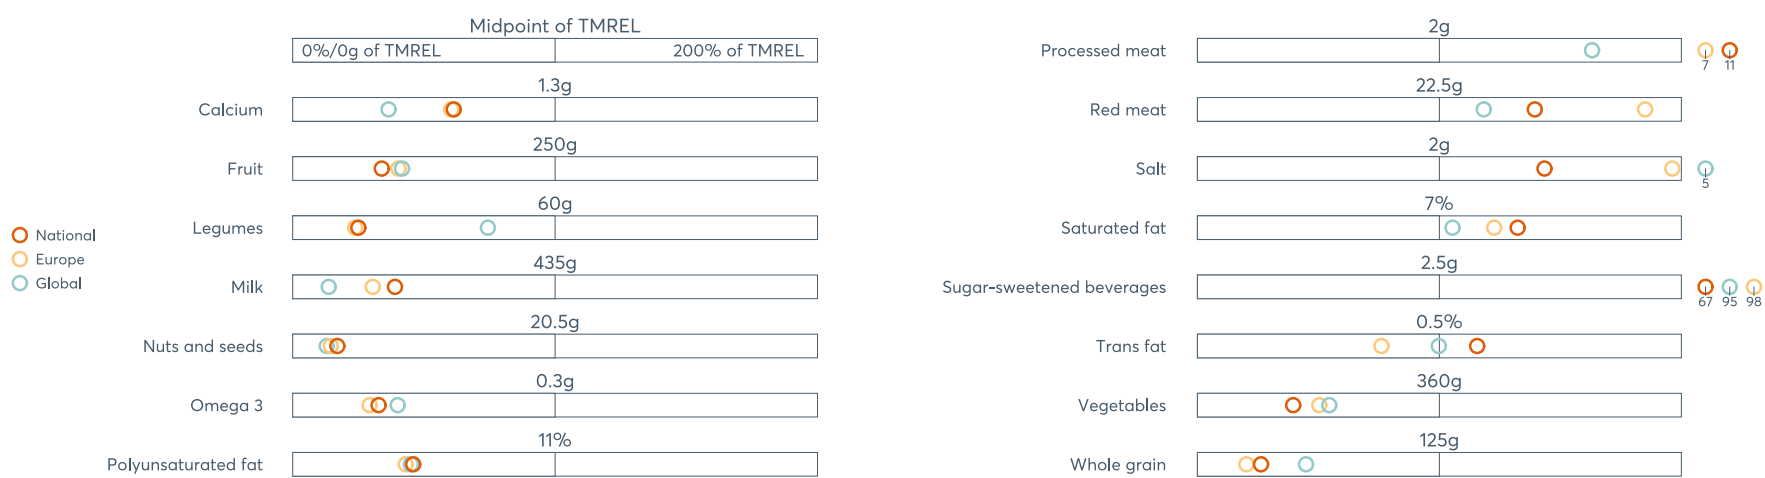 Midpoint of TMREL
0%/0g of TMREL 200% of TMREL
1.3g
Calcium
250g
Fruit
60g
Legumes
435g
Milk
20.5g
Nuts and seeds
0.3g
Omega 3
11%
Polyunsaturated fat
National
Europe
Global
2g
Processed meat
7 11
22.5g
Red meat
2g
Salt
5
7%
Saturated fat
2.5g
Sugar-sweetened beverages
67 95 98
0.5%
Trans fat
360g
Vegetables
125g
Whole grain